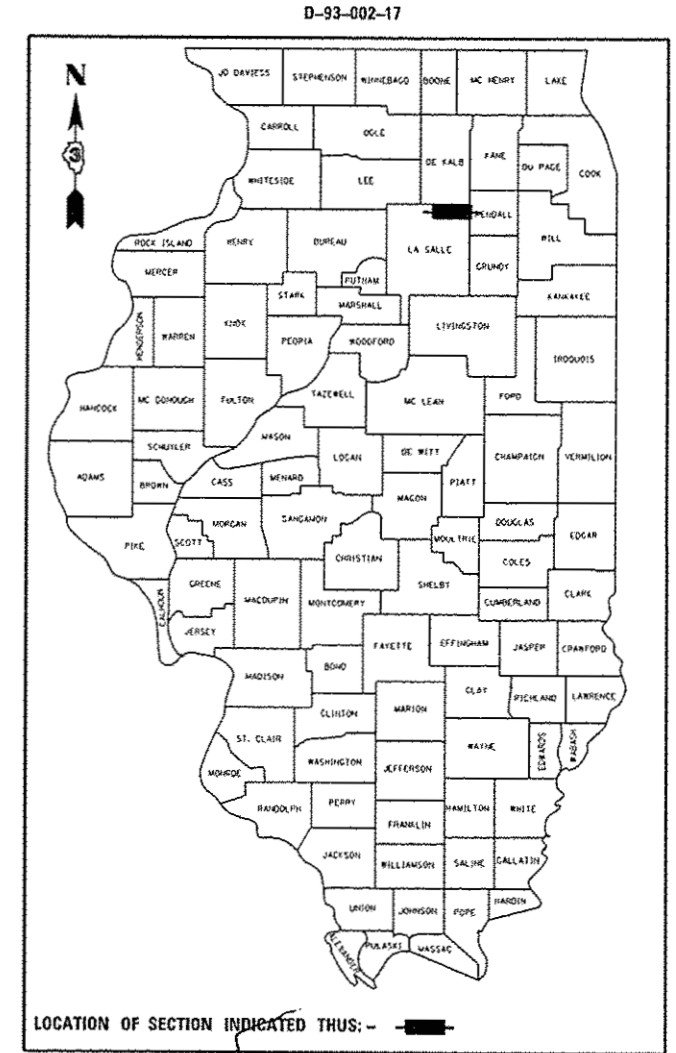 D-93-002-17
N
3
JO DAVIESS STEPHENSON WINNEBAGO BOONE MC HENRY LAKE
CARROLL OGLE
DE KALB KANE DU PAGE COOK
WHITESIDE LEE
KENDALL
ROCK ISLAND HENRY BUREAU LA SALLE WILL
MERCER PUTNAM GRUNDY
STARK MARSHALL KANKAKEE
HENDERSON WARREN KNOX PEORIA WOODFORD LIVINGSTON IROQUOIS
HANCOCK MC DONOUGH FULTON TAZEWELL MC LEAN FORD
SCHUYLER MASON LOGAN DE WITT CHAMPAIGN VERMILION
ADAMS BROWN CASS MENARD PIATT
MACON
PIKE SCOTT MORGAN SANGAMON MOULTRIE DOUGLAS EDGAR
CHRISTIAN COLES
CALHOUN GREENE MACOUPIN MONTGOMERY SHELBY CUMBERLAND CLARK
JERSEY FAYETTE EFFINGHAM JASPER CRAWFORD
MADISON BOND CLAY RICHLAND LAWRENCE
CLINTON MARION
ST. CLAIR WAYNE EDWARDS WABASH
MONROE WASHINGTON JEFFERSON
RANDOLPH PERRY HAMILTON WHITE
FRANKLIN
JACKSON WILLIAMSON SALINE GALLATIN
UNION JOHNSON POPE HARDIN
ALEXANDER PULASKI MASSAC
LOCATION OF SECTION INDICATED THUS: -